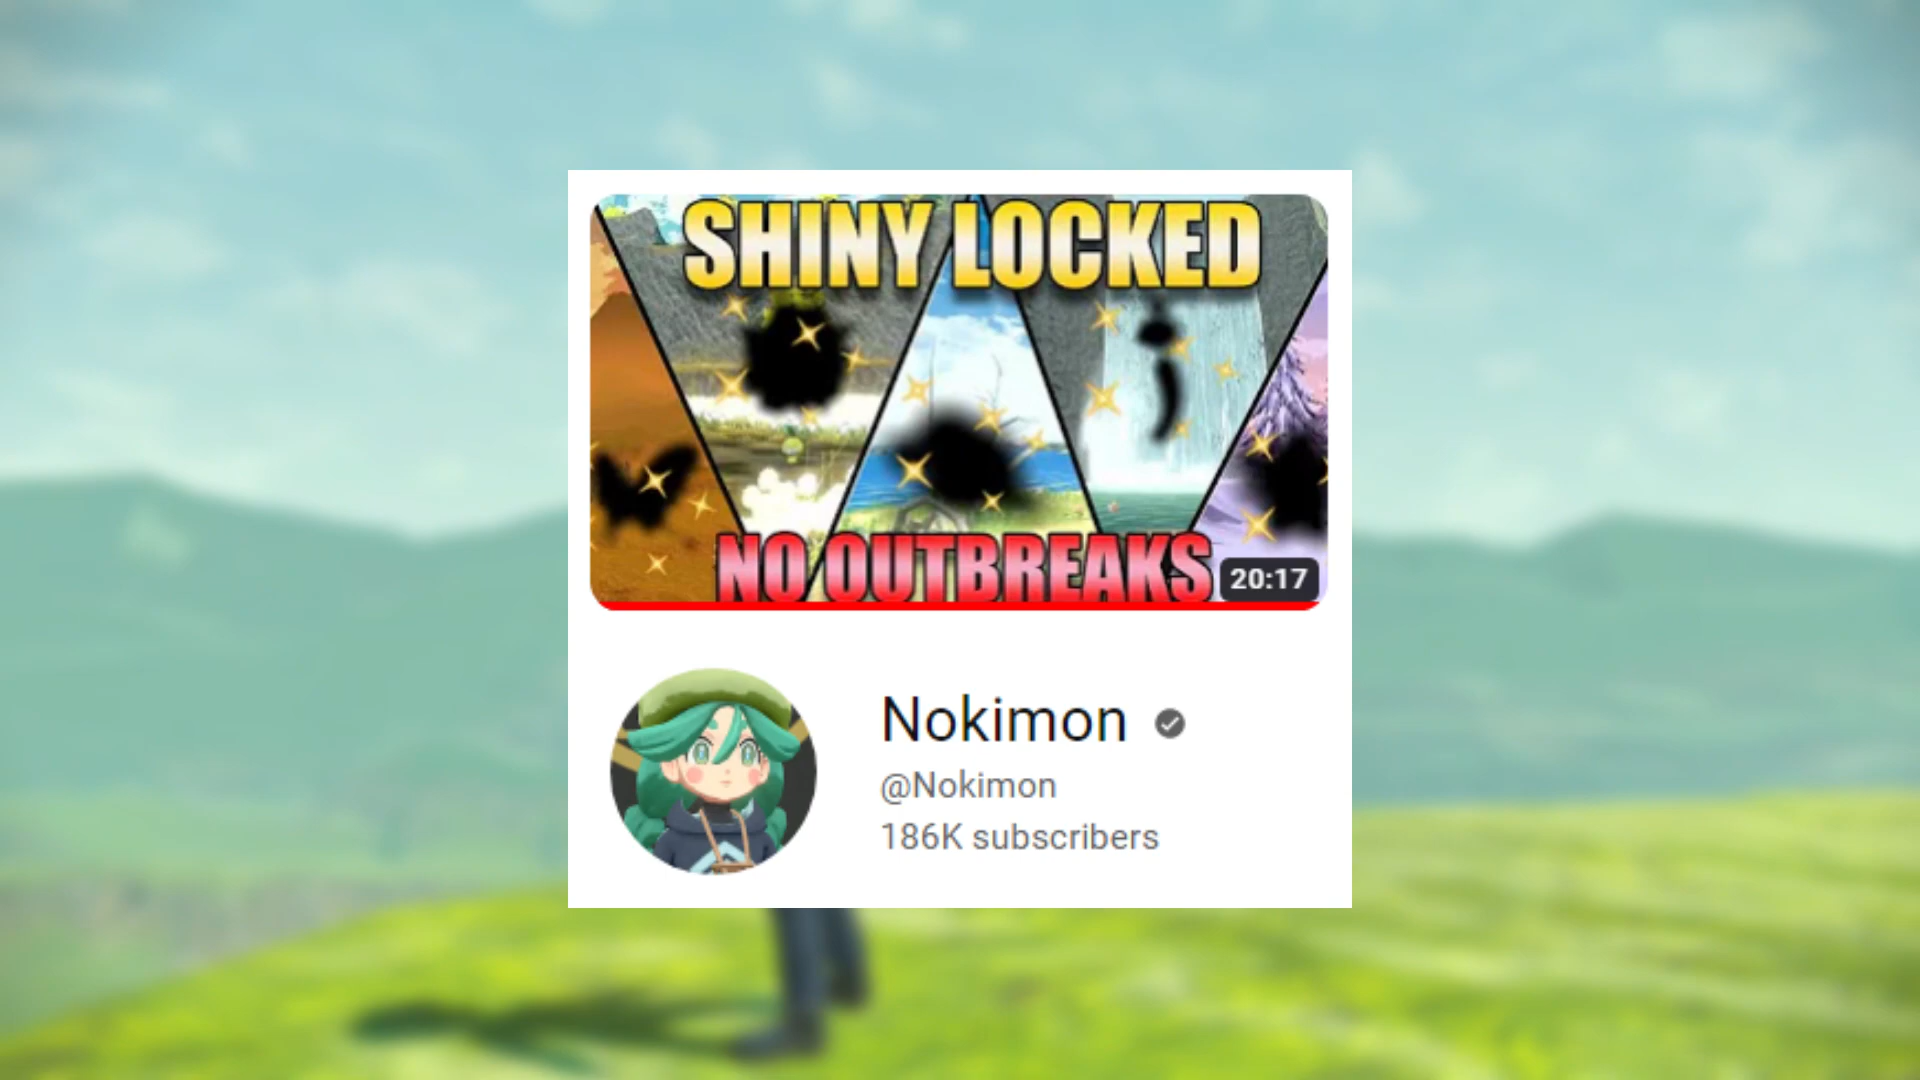 SHINY LOCKED
NO OUTBREAKS
20:17
Nokimon
@Nokimon
186K subscribers